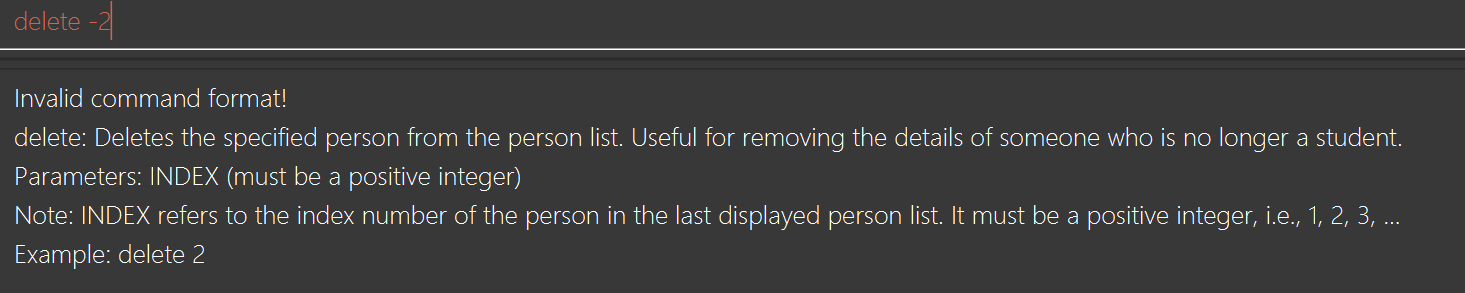 delete -2
Invalid command format!
delete: Deletes the specified person from the person list. Useful for removing the details of someone who is no longer a student.
Parameters: INDEX (must be a positive integer)
Note: INDEX refers to the index number of the person in the last displayed person list. It must be a positive integer, i.e., 1, 2, 3, ...
Example: delete 2